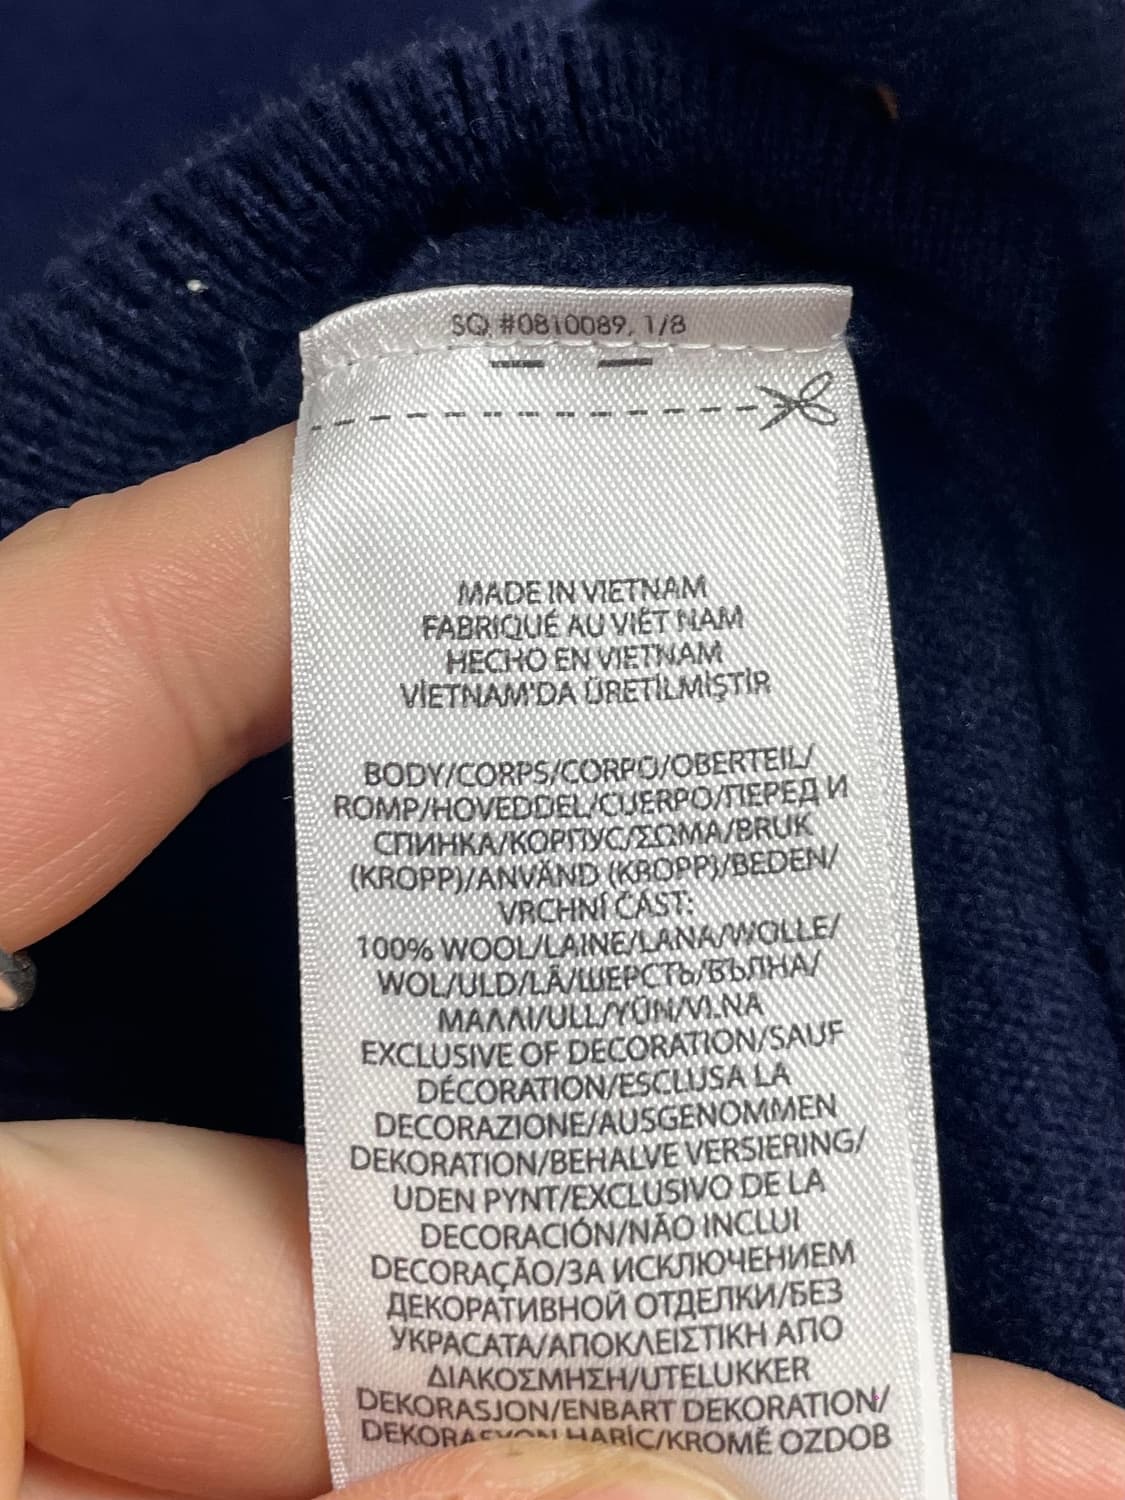 SQ #0810089, 1/8
MADE IN VIETNAM
FABRIQUÉ AU VIÊT NAM
HECHO EN VIETNAM
VİETNAM'DA ÜRETİLMİŞTİR
BODY/CORPS/CORPO/OBERTEIL/
ROMP/HOVEDDEL/CUERPO/ПЕРЕД И
СПИНКА/КОРПУС/ΣΩΜΑ/BRUK
(KROPP)/ANVÄND (KROPP)/BEDEN/
VRCHNÍ ČÁST:
100% WOOL/LAINE/LANA/WOLLE/
WOL/ULD/LÃ/ШЕРСТЬ/ВЪЛНА/
ΜΑΛΛΙ/ULL/YÜN/VLNA
EXCLUSIVE OF DECORATION/SAUF
DÉCORATION/ESCLUSA LA
DECORAZIONE/AUSGENOMMEN
DEKORATION/BEHALVE VERSIERING/
UDEN PYNT/EXCLUSIVO DE LA
DECORACIÓN/NÃO INCLUI
DECORAÇÃO/ЗА ИСКЛЮЧЕНИЕМ
ДЕКОРАТИВНОЙ ОТДЕЛКИ/БЕЗ
УКРАСАТА/ΑΠΟΚΛΕΙΣΤΙΚΗ ΑΠΟ
ΔΙΑΚΟΣΜΗΣΗ/UTELUKKER
DEKORASJON/ENBART DEKORATION/
DEKORASYON HARİÇ/KROMĚ OZDOB